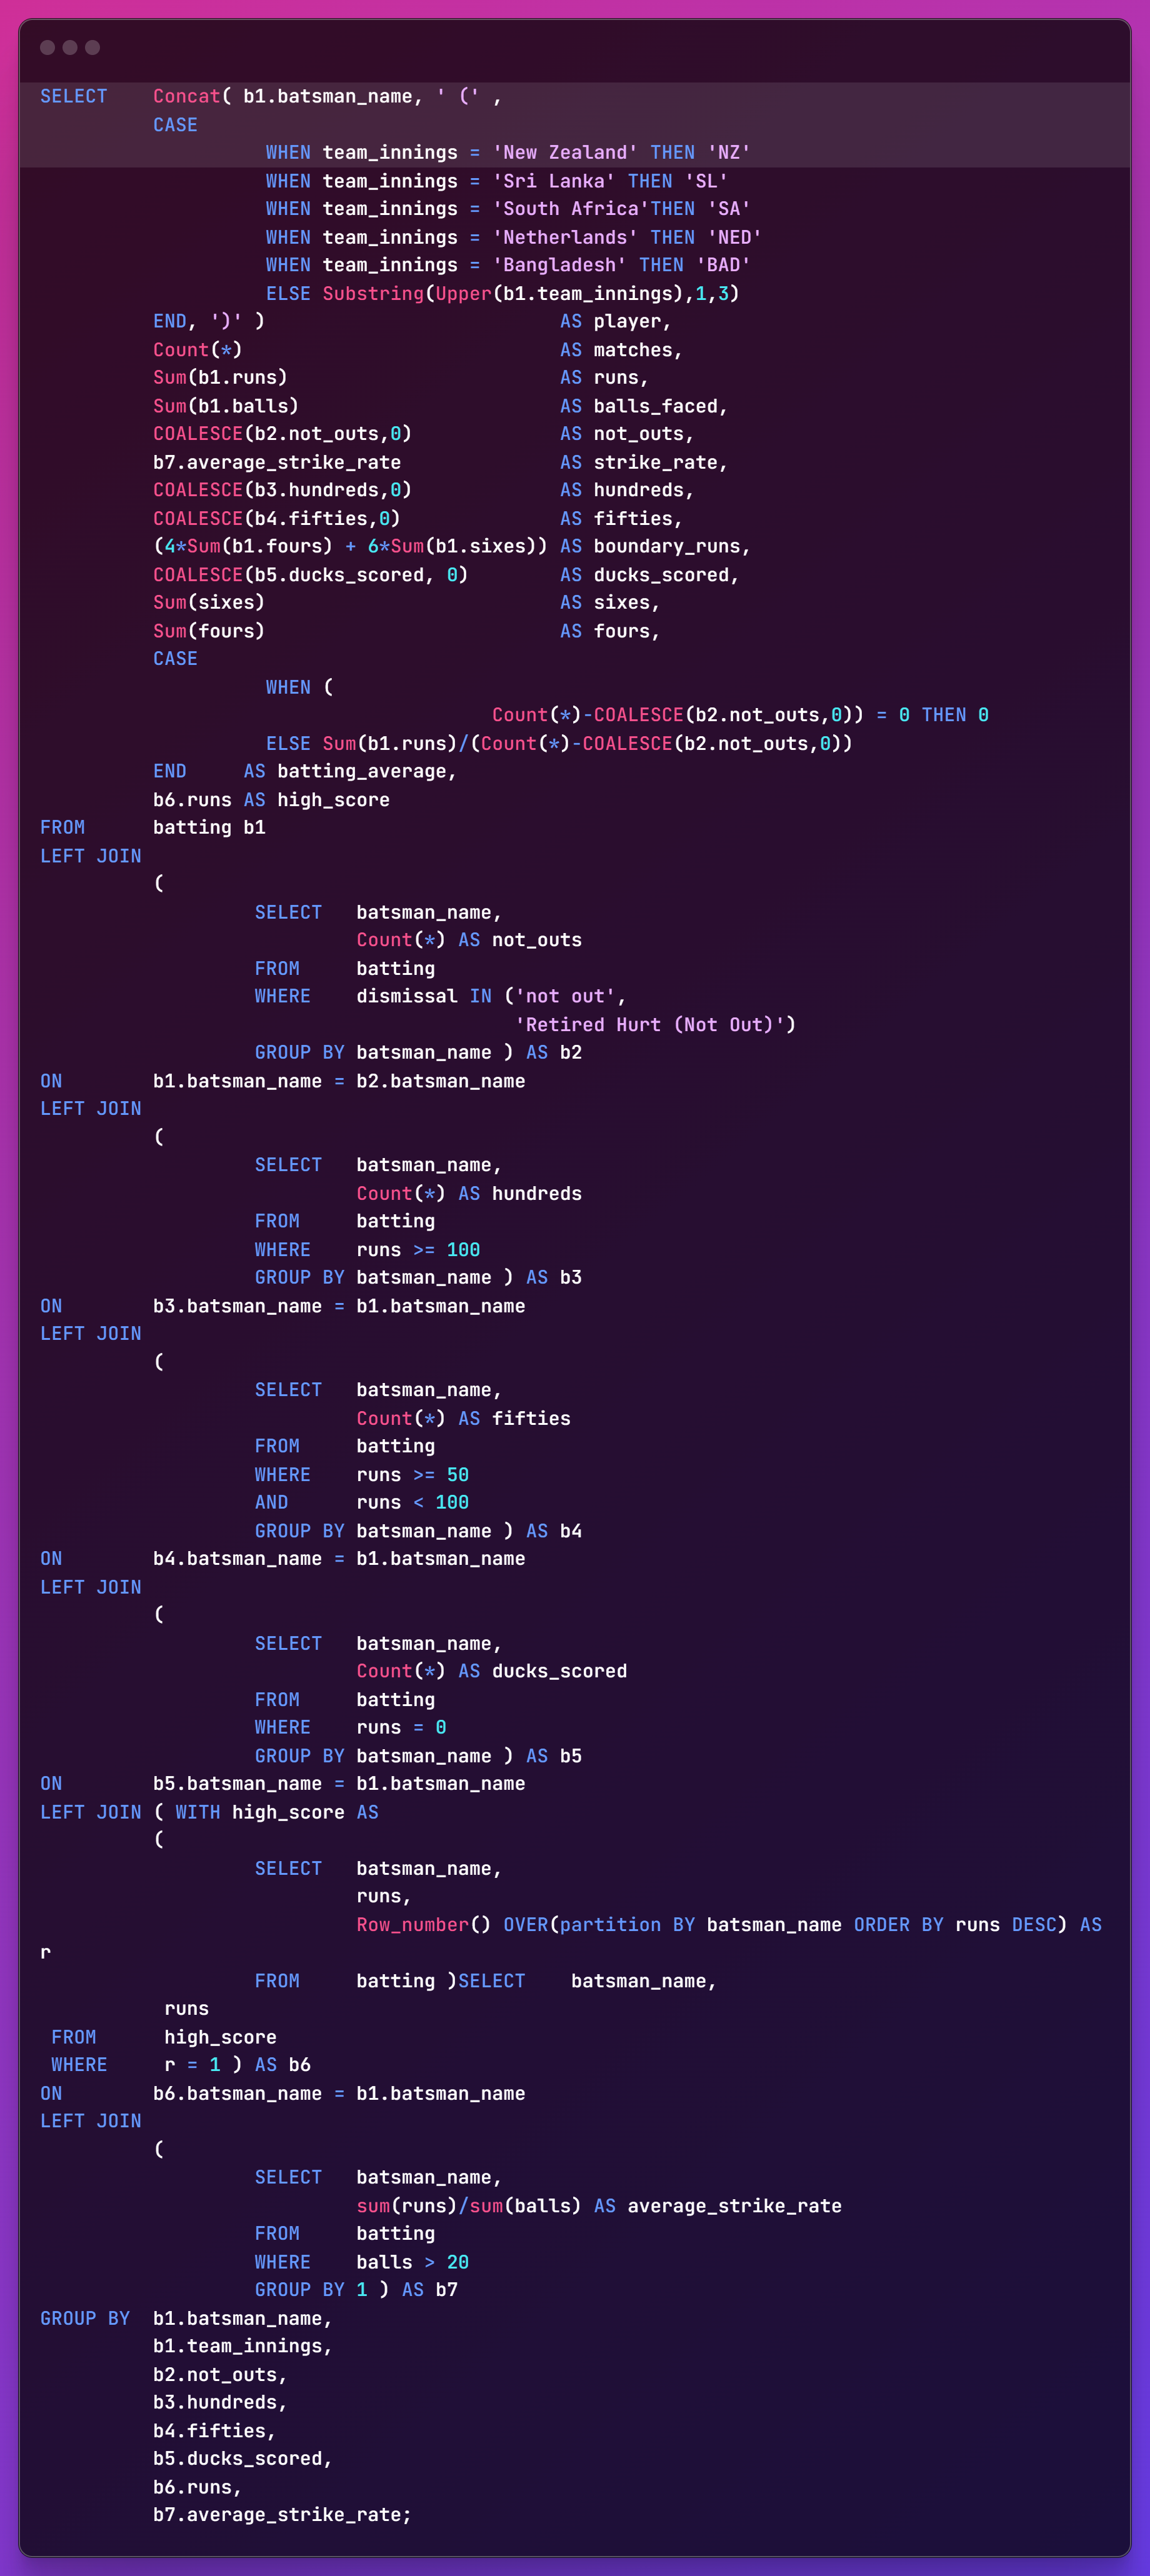 SELECT    Concat( b1.batsman_name, ' (' ,
          CASE
                    WHEN team_innings = 'New Zealand' THEN 'NZ'
                    WHEN team_innings = 'Sri Lanka' THEN 'SL'
                    WHEN team_innings = 'South Africa'THEN 'SA'
                    WHEN team_innings = 'Netherlands' THEN 'NED'
                    WHEN team_innings = 'Bangladesh' THEN 'BAD'
                    ELSE Substring(Upper(b1.team_innings),1,3)
          END, ')' )                          AS player,
          Count(*)                            AS matches,
          Sum(b1.runs)                        AS runs,
          Sum(b1.balls)                       AS balls_faced,
          COALESCE(b2.not_outs,0)             AS not_outs,
          b7.average_strike_rate              AS strike_rate,
          COALESCE(b3.hundreds,0)             AS hundreds,
          COALESCE(b4.fifties,0)              AS fifties,
          (4*Sum(b1.fours) + 6*Sum(b1.sixes)) AS boundary_runs,
          COALESCE(b5.ducks_scored, 0)        AS ducks_scored,
          Sum(sixes)                          AS sixes,
          Sum(fours)                          AS fours,
          CASE
                    WHEN (
                                        Count(*)-COALESCE(b2.not_outs,0)) = 0 THEN 0
                    ELSE Sum(b1.runs)/(Count(*)-COALESCE(b2.not_outs,0))
          END     AS batting_average,
          b6.runs AS high_score
FROM      batting b1
LEFT JOIN
          (
                   SELECT   batsman_name,
                            Count(*) AS not_outs
                   FROM     batting
                   WHERE    dismissal IN ('not out',
                                          'Retired Hurt (Not Out)')
                   GROUP BY batsman_name ) AS b2
ON        b1.batsman_name = b2.batsman_name
LEFT JOIN
          (
                   SELECT   batsman_name,
                            Count(*) AS hundreds
                   FROM     batting
                   WHERE    runs >= 100
                   GROUP BY batsman_name ) AS b3
ON        b3.batsman_name = b1.batsman_name
LEFT JOIN
          (
                   SELECT   batsman_name,
                            Count(*) AS fifties
                   FROM     batting
                   WHERE    runs >= 50
                   AND      runs < 100
                   GROUP BY batsman_name ) AS b4
ON        b4.batsman_name = b1.batsman_name
LEFT JOIN
          (
                   SELECT   batsman_name,
                            Count(*) AS ducks_scored
                   FROM     batting
                   WHERE    runs = 0
                   GROUP BY batsman_name ) AS b5
ON        b5.batsman_name = b1.batsman_name
LEFT JOIN ( WITH high_score AS
          (
                   SELECT   batsman_name,
                            runs,
                            Row_number() OVER(partition BY batsman_name ORDER BY runs DESC) AS
r
                   FROM     batting )SELECT    batsman_name,
           runs
 FROM      high_score
 WHERE     r = 1 ) AS b6
ON        b6.batsman_name = b1.batsman_name
LEFT JOIN
          (
                   SELECT   batsman_name,
                            sum(runs)/sum(balls) AS average_strike_rate
                   FROM     batting
                   WHERE    balls > 20
                   GROUP BY 1 ) AS b7
GROUP BY  b1.batsman_name,
          b1.team_innings,
          b2.not_outs,
          b3.hundreds,
          b4.fifties,
          b5.ducks_scored,
          b6.runs,
          b7.average_strike_rate;